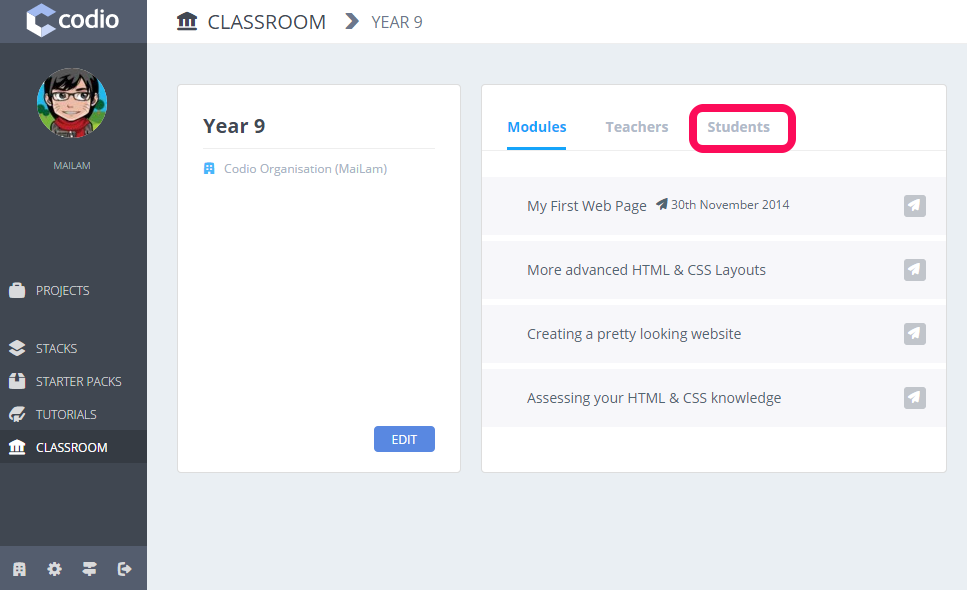 codio
CLASSROOM YEAR 9
MAILAM
PROJECTS
STACKS
STARTER PACKS
TUTORIALS
CLASSROOM
Year 9
Codio Organisation (MaiLam)
EDIT
Modules Teachers Students
My First Web Page 30th November 2014
More advanced HTML & CSS Layouts
Creating a pretty looking website
Assessing your HTML & CSS knowledge